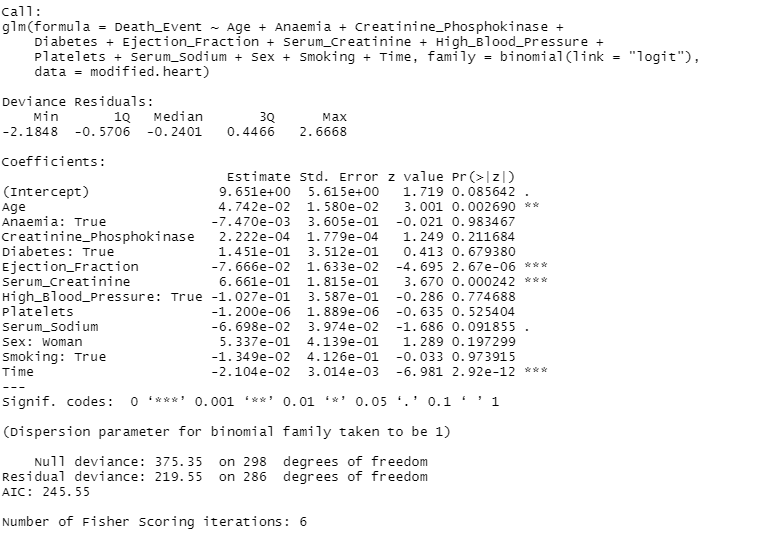 Call:
glm(formula = Death_Event ~ Age + Anaemia + Creatinine_Phosphokinase +
    Diabetes + Ejection_Fraction + Serum_Creatinine + High_Blood_Pressure +
    Platelets + Serum_Sodium + Sex + Smoking + Time, family = binomial(link = "logit"),
    data = modified.heart)

Deviance Residuals:
    Min       1Q   Median       3Q      Max
-2.1848  -0.5706  -0.2401   0.4466   2.6668

Coefficients:
                            Estimate Std. Error z value Pr(>|z|)
(Intercept)                9.651e+00  5.615e+00   1.719 0.085642 .
Age                        4.742e-02  1.580e-02   3.001 0.002690 **
Anaemia: True             -7.470e-03  3.605e-01  -0.021 0.983467
Creatinine_Phosphokinase   2.222e-04  1.779e-04   1.249 0.211684
Diabetes: True             1.451e-01  3.512e-01   0.413 0.679380
Ejection_Fraction         -7.666e-02  1.633e-02  -4.695 2.67e-06 ***
Serum_Creatinine           6.661e-01  1.815e-01   3.670 0.000242 ***
High_Blood_Pressure: True -1.027e-01  3.587e-01  -0.286 0.774688
Platelets                 -1.200e-06  1.889e-06  -0.635 0.525404
Serum_Sodium              -6.698e-02  3.974e-02  -1.686 0.091855 .
Sex: Woman                 5.337e-01  4.139e-01   1.289 0.197299
Smoking: True             -1.349e-02  4.126e-01  -0.033 0.973915
Time                      -2.104e-02  3.014e-03  -6.981 2.92e-12 ***
---
Signif. codes:  0 ‘***’ 0.001 ‘**’ 0.01 ‘*’ 0.05 ‘.’ 0.1 ‘ ’ 1

(Dispersion parameter for binomial family taken to be 1)

    Null deviance: 375.35  on 298  degrees of freedom
Residual deviance: 219.55  on 286  degrees of freedom
AIC: 245.55

Number of Fisher Scoring iterations: 6